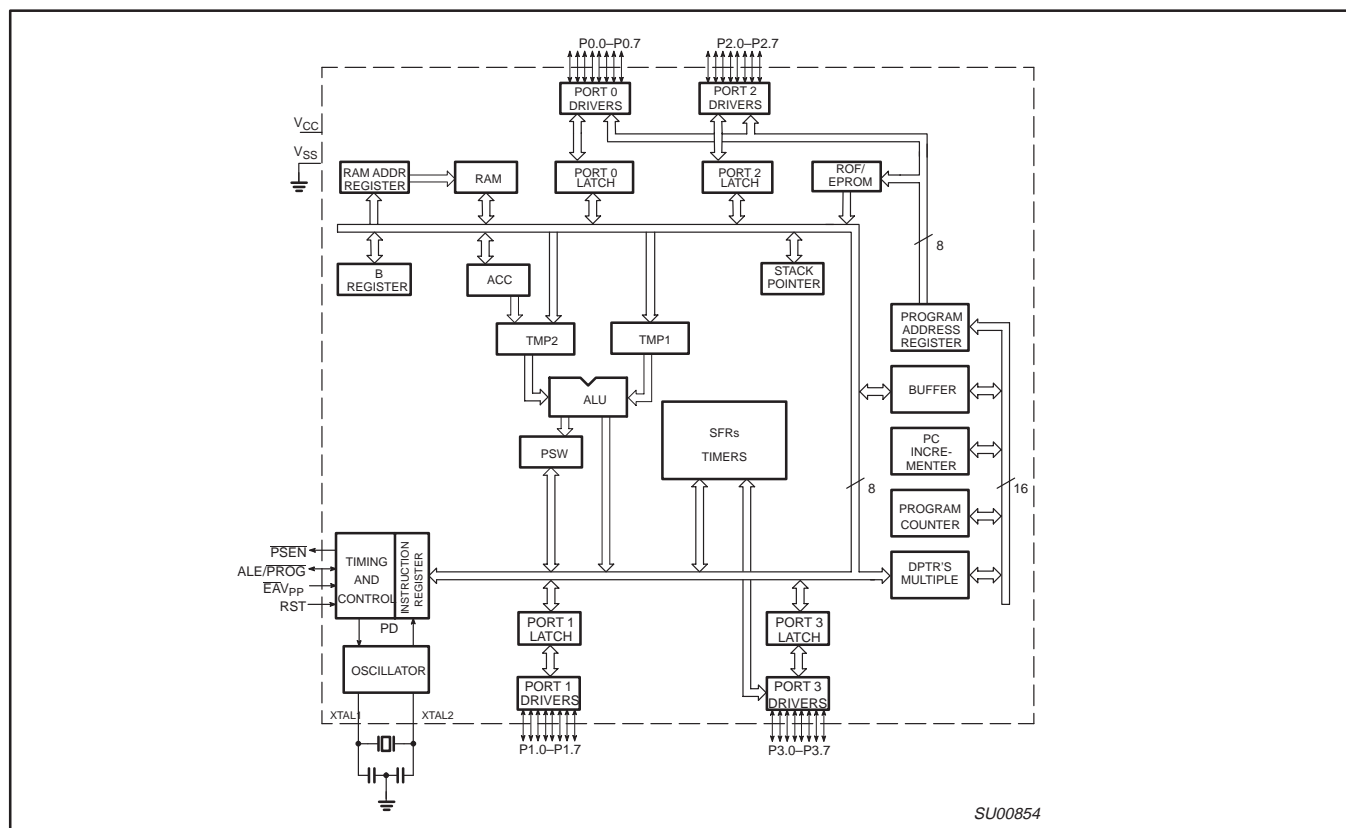 P0.0–P0.7
P2.0–P2.7
PORT 0
DRIVERS
PORT 2
DRIVERS
VCC
VSS
RAM ADDR
REGISTER
RAM
PORT 0
LATCH
PORT 2
LATCH
ROF/
EPROM
8
B
REGISTER
ACC
STACK
POINTER
TMP2
TMP1
PROGRAM
ADDRESS
REGISTER
ALU
BUFFER
SFRs
TIMERS
PSW
PC
INCRE-
MENTER
8
16
PROGRAM
COUNTER
PSEN
ALE/PROG
EAVPP
RST
TIMING
AND
CONTROL
INSTRUCTION
REGISTER
DPTR'S
MULTIPLE
PD
PORT 1
LATCH
PORT 3
LATCH
OSCILLATOR
PORT 1
DRIVERS
PORT 3
DRIVERS
XTAL1
XTAL2
P1.0–P1.7
P3.0–P3.7
SU00854